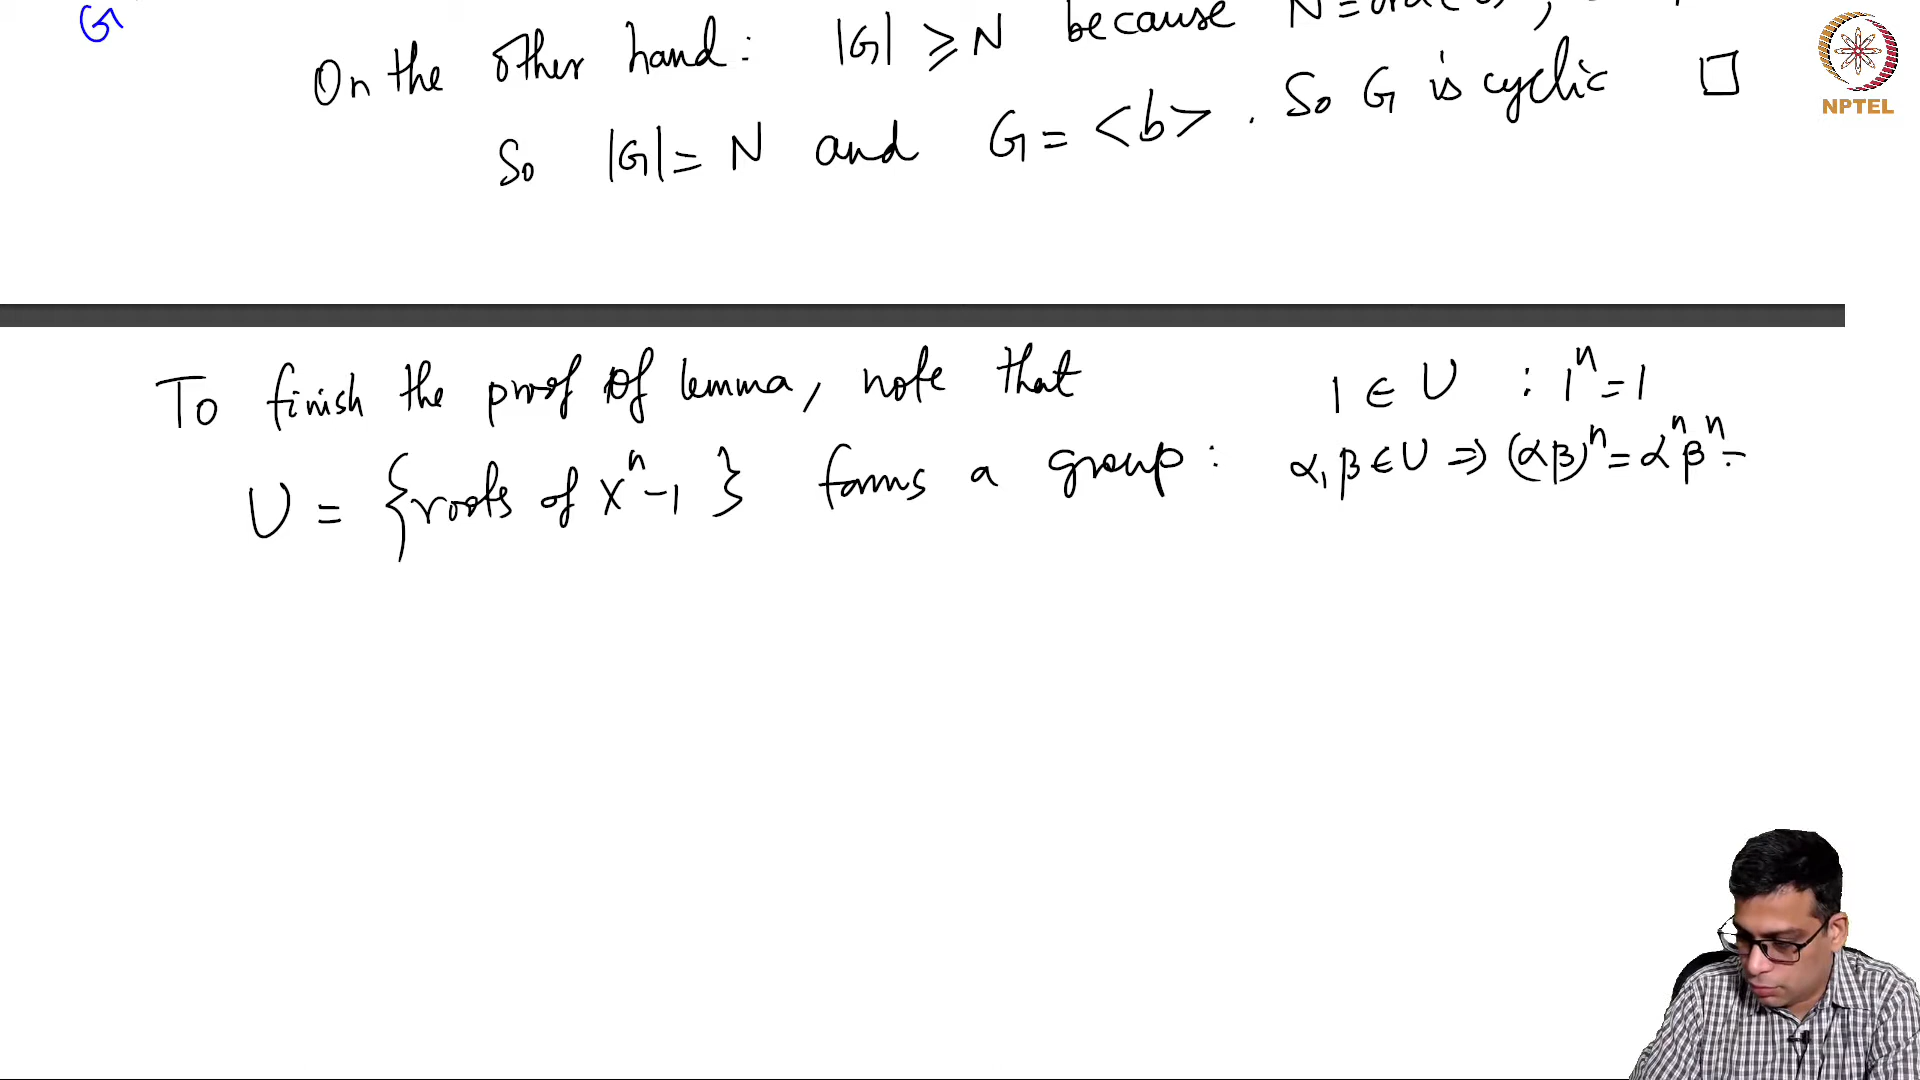 G
On the other hand: |G| ⩾ N because N =
So |G| = N and G = <b>. So G is cyclic □
NPTEL
To finish the proof of lemma, note that 1 ∈ U : 1ⁿ = 1
U = {roots of xⁿ-1} forms a group: α, β ∈ U ⇒ (αβ)ⁿ = αⁿβⁿ =